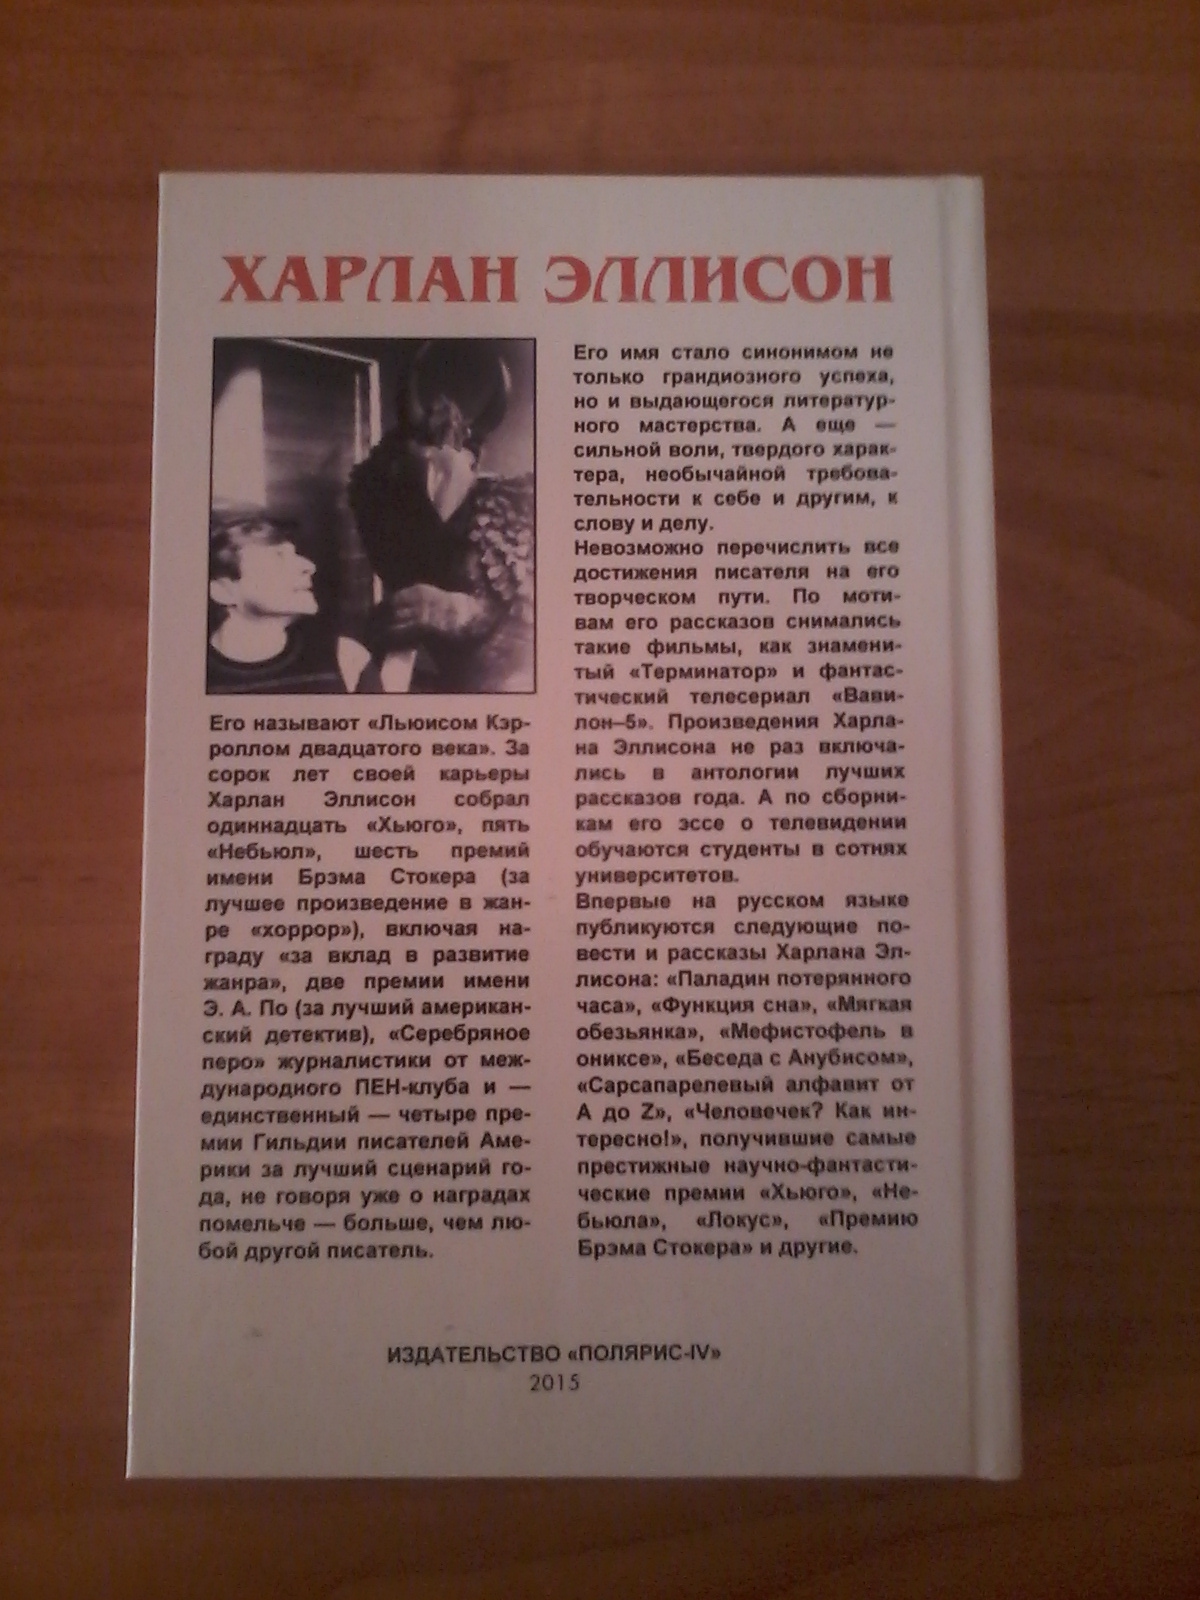 ХАРЛАН ЭЛЛИСОН
Его называют «Льюисом Кэр-
роллом двадцатого века». За
сорок лет своей карьеры
Харлан Эллисон собрал
одиннадцать «Хьюго», пять
«Небьюл», шесть премий
имени Брэма Стокера (за
лучшее произведение в жан-
ре «хоррор»), включая на-
граду «за вклад в развитие
жанра», две премии имени
Э. А. По (за лучший американ-
ский детектив), «Серебряное
перо» журналистики от меж-
дународного ПЕН-клуба и —
единственный — четыре пре-
мии Гильдии писателей Аме-
рики за лучший сценарий го-
да, не говоря уже о наградах
помельче — больше, чем лю-
бой другой писатель.
Его имя стало синонимом не
только грандиозного успеха,
но и выдающегося литератур-
ного мастерства. А еще —
сильной воли, твердого харак-
тера, необычайной требова-
тельности к себе и другим, к
слову и делу.
Невозможно перечислить все
достижения писателя на его
творческом пути. По моти-
вам его рассказов снимались
такие фильмы, как знамени-
тый «Терминатор» и фантас-
тический телесериал «Вави-
лон–5». Произведения Харла-
на Эллисона не раз включа-
лись в антологии лучших
рассказов года. А по сборни-
кам его эссе о телевидении
обучаются студенты в сотнях
университетов.
Впервые на русском языке
публикуются следующие по-
вести и рассказы Харлана Эл-
лисона: «Паладин потерянного
часа», «Функция сна», «Мягкая
обезьянка», «Мефистофель в
ониксе», «Беседа с Анубисом»,
«Сарсапарелевый алфавит от
А до Z», «Человечек? Как ин-
тересно!», получившие самые
престижные научно-фантасти-
ческие премии «Хьюго», «Не-
бьюла», «Локус», «Премию
Брэма Стокера» и другие.
ИЗДАТЕЛЬСТВО «ПОЛЯРИС-IV»
2015